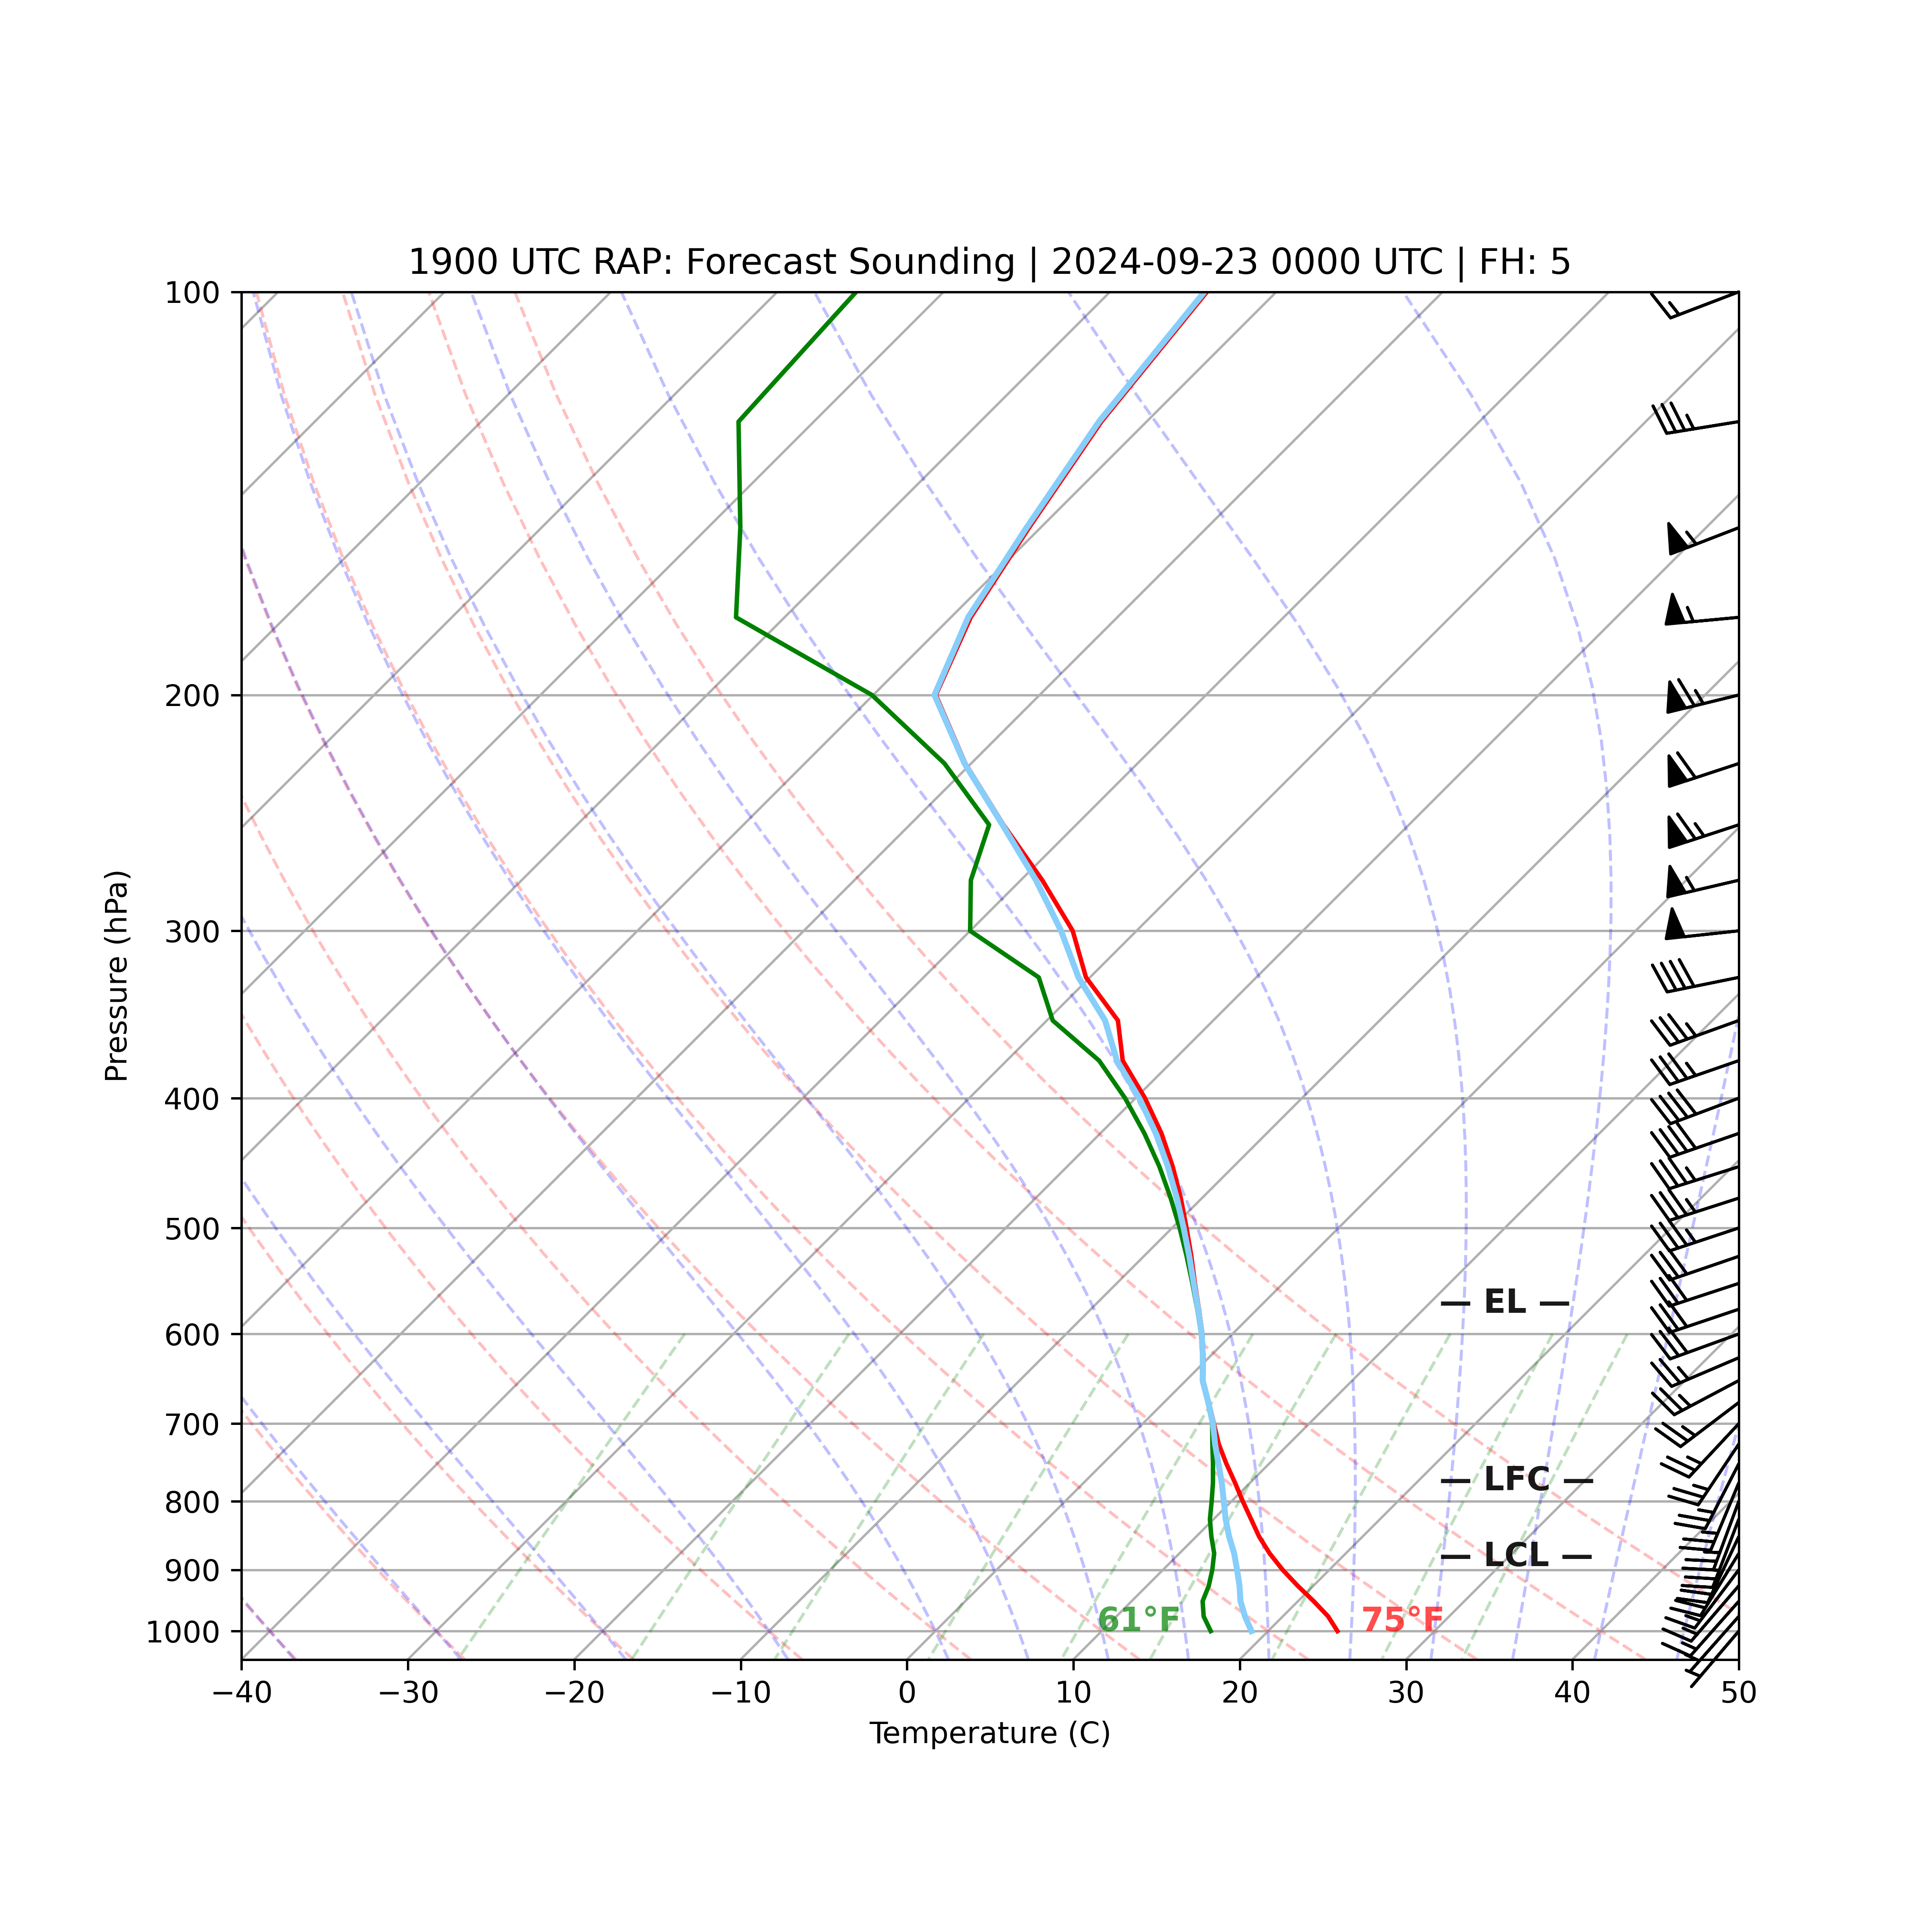 1900 UTC RAP: Forecast Sounding | 2024-09-23 0000 UTC | FH: 5
100
200
300
400
500
600
700
800
900
1000
Pressure (hPa)
— EL —
— LFC —
— LCL —
61°F
75°F
−40 −30 −20 −10 0 10 20 30 40 50
Temperature (C)